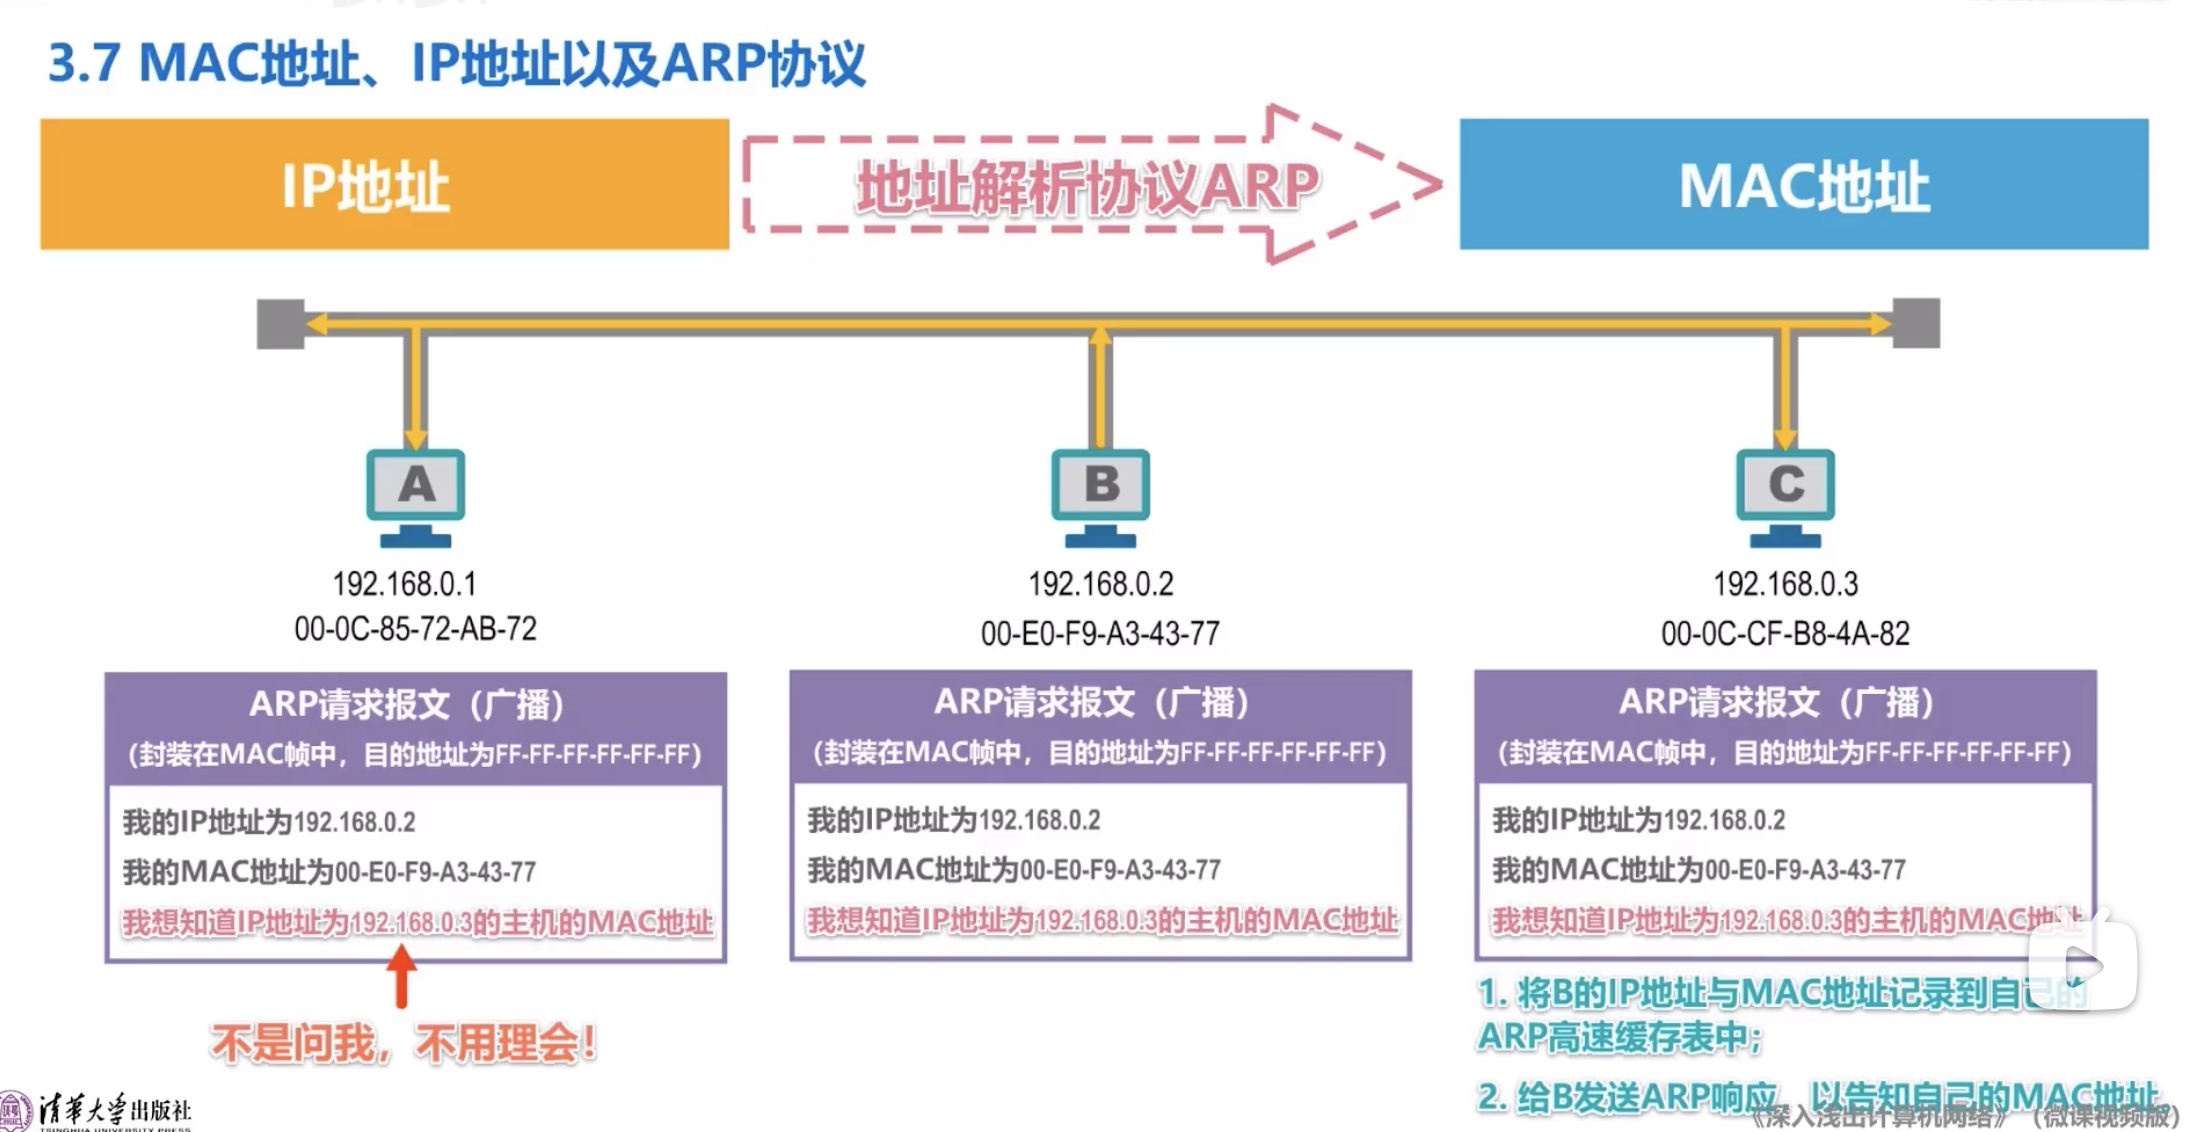 3.7 MAC地址、IP地址以及ARP协议
IP地址
地址解析协议ARP
MAC地址
A
B
C
192.168.0.1
00-0C-85-72-AB-72
192.168.0.2
00-E0-F9-A3-43-77
192.168.0.3
00-0C-CF-B8-4A-82
ARP请求报文（广播）
（封装在MAC帧中，目的地址为FF-FF-FF-FF-FF-FF）
我的IP地址为192.168.0.2
我的MAC地址为00-E0-F9-A3-43-77
我想知道IP地址为192.168.0.3的主机的MAC地址
不是问我，不用理会！
ARP请求报文（广播）
（封装在MAC帧中，目的地址为FF-FF-FF-FF-FF-FF）
我的IP地址为192.168.0.2
我的MAC地址为00-E0-F9-A3-43-77
我想知道IP地址为192.168.0.3的主机的MAC地址
ARP请求报文（广播）
（封装在MAC帧中，目的地址为FF-FF-FF-FF-FF-FF）
我的IP地址为192.168.0.2
我的MAC地址为00-E0-F9-A3-43-77
我想知道IP地址为192.168.0.3的主机的MAC地址
1. 将B的IP地址与MAC地址记录到自己的
ARP高速缓存表中；
2. 给B发送ARP响应，以告知自己的MAC地址。
清华大学出版社
TSINGHUA UNIVERSITY PRESS
《深入浅出计算机网络》（微课视频版）